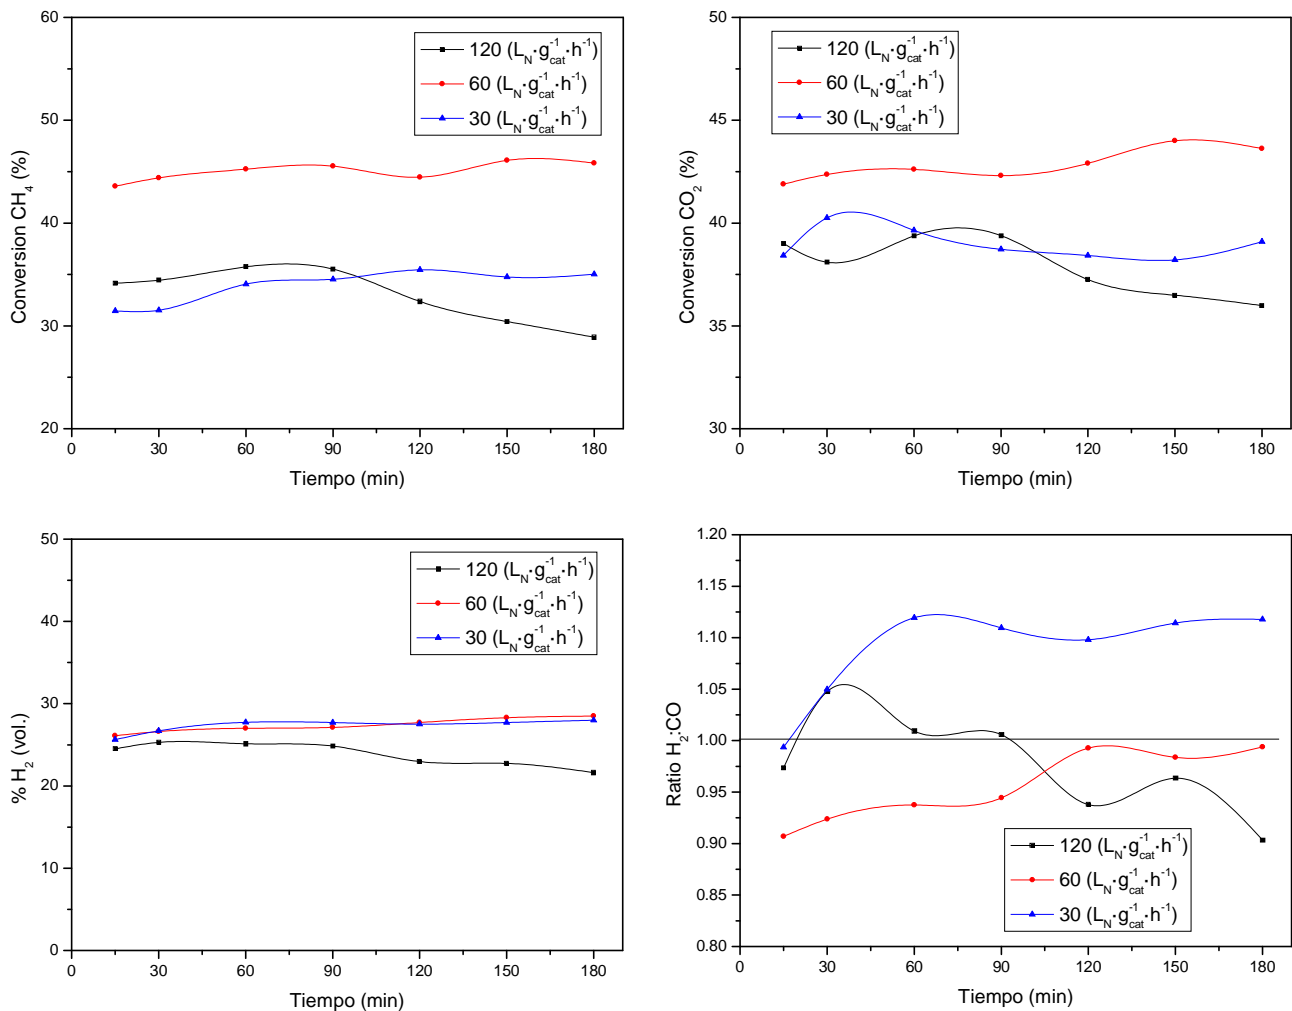 60
50
40
30
20
Conversion CH4 (%)
120 (LN·gcat-1·h-1)
60 (LN·gcat-1·h-1)
30 (LN·gcat-1·h-1)
0 30 60 90 120 150 180
Tiempo (min)
50
45
40
35
30
Conversion CO2 (%)
120 (LN·gcat-1·h-1)
60 (LN·gcat-1·h-1)
30 (LN·gcat-1·h-1)
0 30 60 90 120 150 180
Tiempo (min)
50
40
30
20
10
0
% H2 (vol.)
120 (LN·gcat-1·h-1)
60 (LN·gcat-1·h-1)
30 (LN·gcat-1·h-1)
0 30 60 90 120 150 180
Tiempo (min)
1.20
1.15
1.10
1.05
1.00
0.95
0.90
0.85
0.80
Ratio H2:CO
120 (LN·gcat-1·h-1)
60 (LN·gcat-1·h-1)
30 (LN·gcat-1·h-1)
0 30 60 90 120 150 180
Tiempo (min)